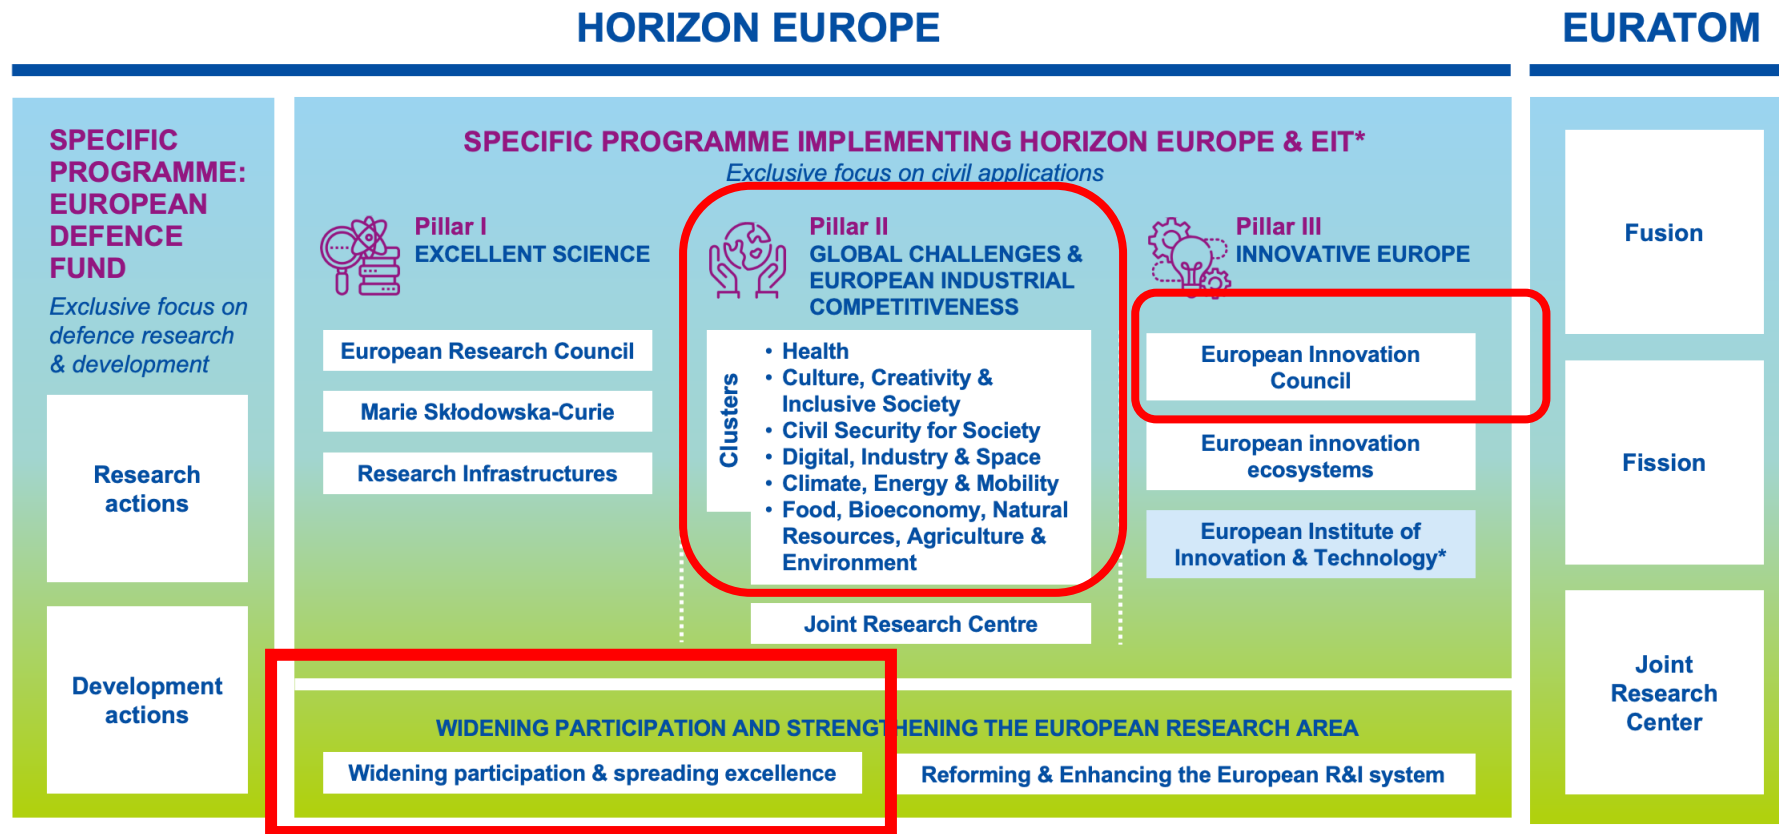 HORIZON EUROPE
EURATOM
SPECIFIC
PROGRAMME:
EUROPEAN
DEFENCE
FUND
Exclusive focus on
defence research
& development
Research
actions
Development
actions
SPECIFIC PROGRAMME IMPLEMENTING HORIZON EUROPE & EIT*
Exclusive focus on civil applications
Pillar I
EXCELLENT SCIENCE
European Research Council
Marie Skłodowska-Curie
Research Infrastructures
Pillar II
GLOBAL CHALLENGES &
EUROPEAN INDUSTRIAL
COMPETITIVENESS
Clusters
• Health
• Culture, Creativity &
Inclusive Society
• Civil Security for Society
• Digital, Industry & Space
• Climate, Energy & Mobility
• Food, Bioeconomy, Natural
Resources, Agriculture &
Environment
Joint Research Centre
Pillar III
INNOVATIVE EUROPE
European Innovation
Council
European innovation
ecosystems
European Institute of
Innovation & Technology*
WIDENING PARTICIPATION AND STRENGTHENING THE EUROPEAN RESEARCH AREA
Widening participation & spreading excellence
Reforming & Enhancing the European R&I system
Fusion
Fission
Joint
Research
Center